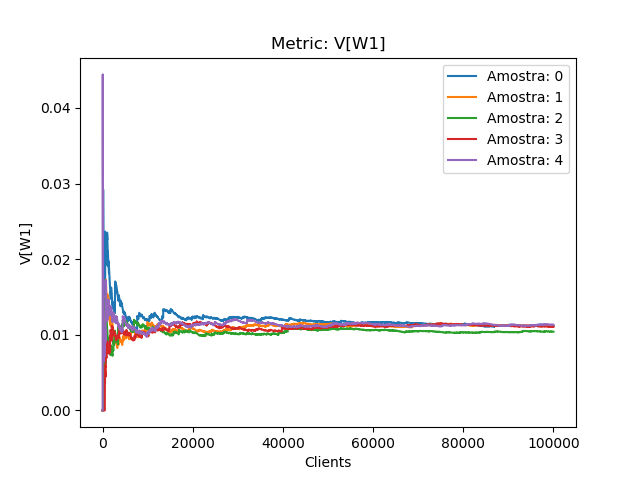 Metric: V[W1]
Amostra: 0
Amostra: 1
Amostra: 2
Amostra: 3
Amostra: 4
V[W1]
0.04
0.03
0.02
0.01
0.00
0 20000 40000 60000 80000 100000
Clients